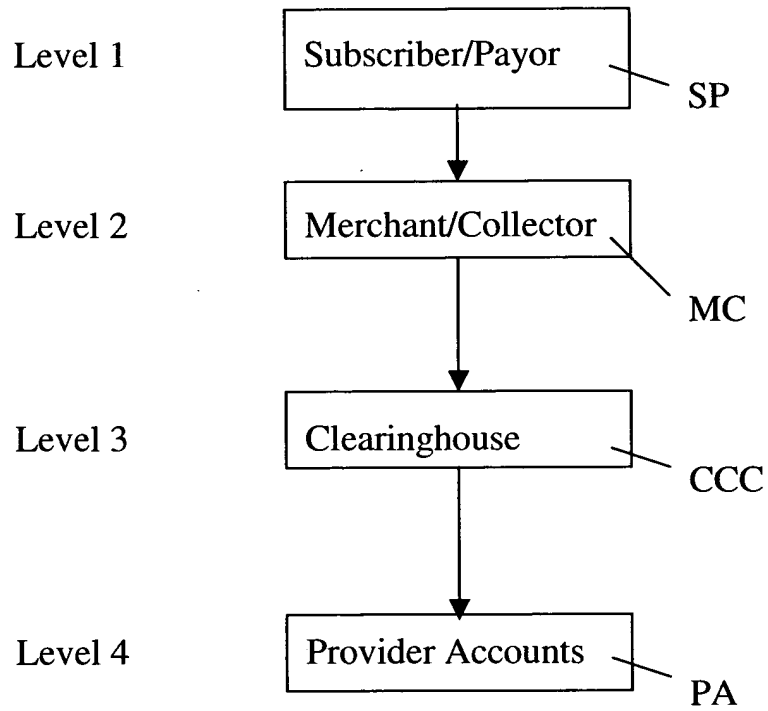 Level 1
Subscriber/Payor
SP
Level 2
Merchant/Collector
MC
Level 3
Clearinghouse
CCC
Level 4
Provider Accounts
PA